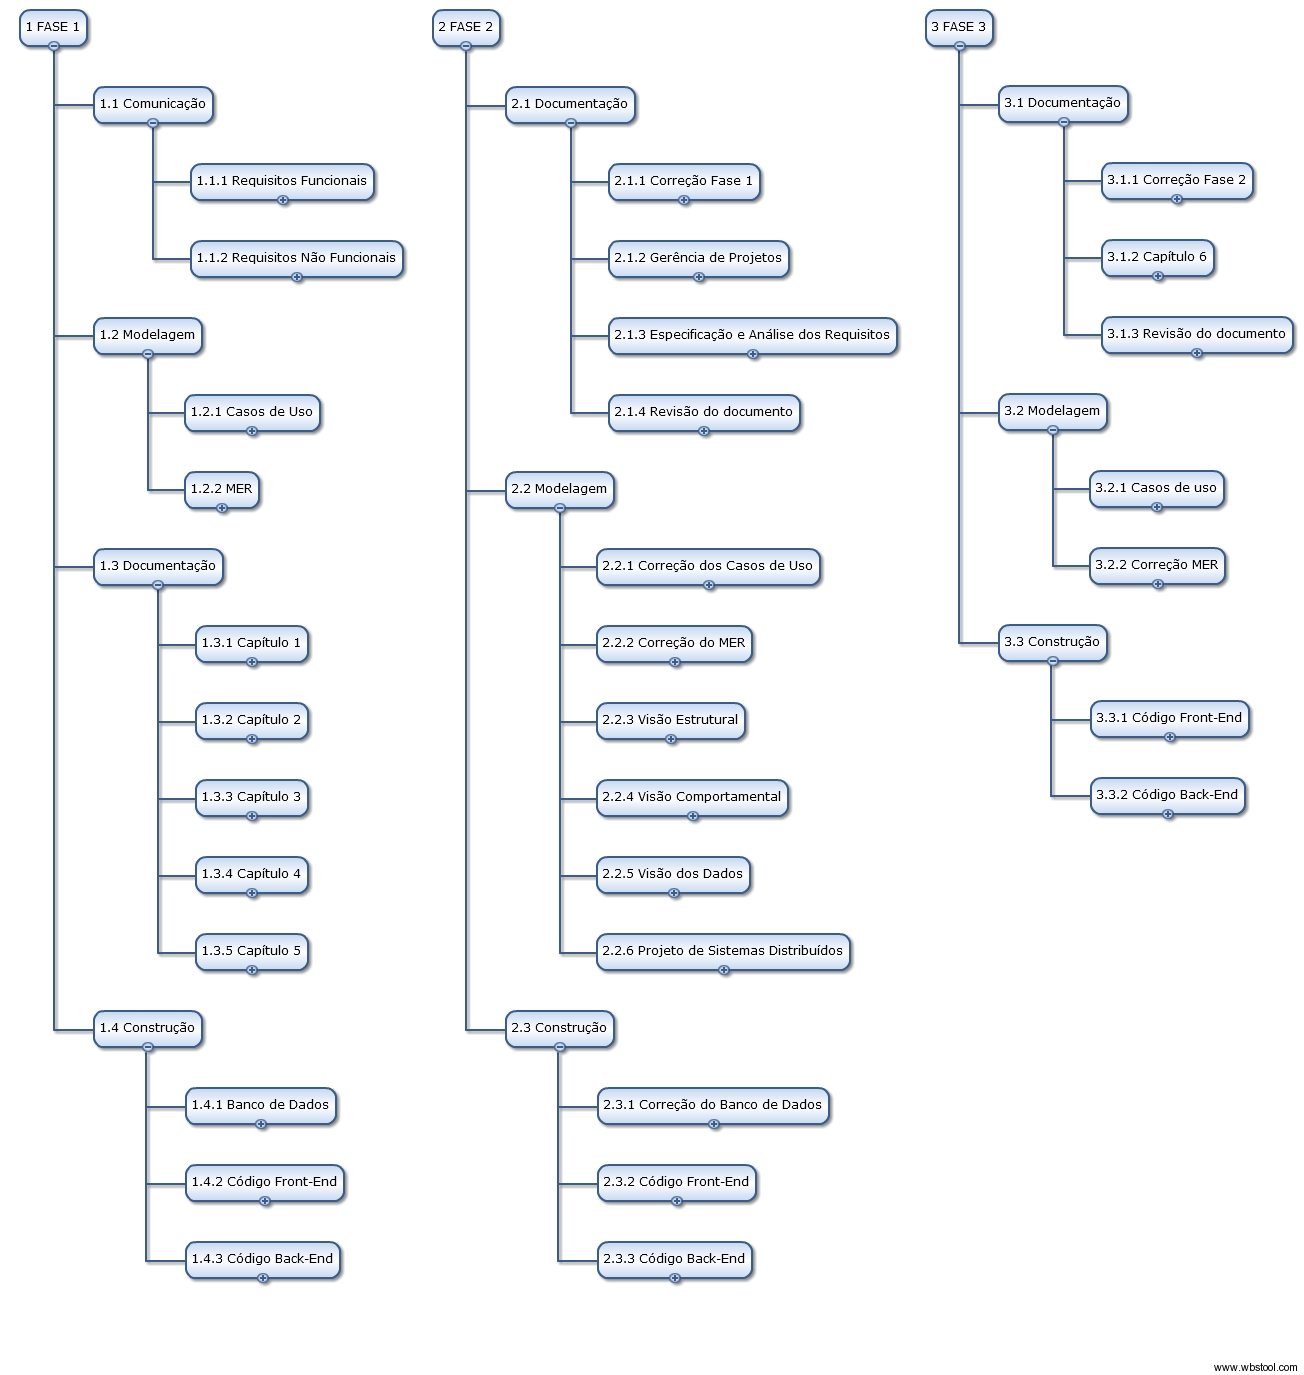 1 FASE 1
1.1 Comunicação
1.1.1 Requisitos Funcionais
1.1.2 Requisitos Não Funcionais
1.2 Modelagem
1.2.1 Casos de Uso
1.2.2 MER
1.3 Documentação
1.3.1 Capítulo 1
1.3.2 Capítulo 2
1.3.3 Capítulo 3
1.3.4 Capítulo 4
1.3.5 Capítulo 5
1.4 Construção
1.4.1 Banco de Dados
1.4.2 Código Front-End
1.4.3 Código Back-End
2 FASE 2
2.1 Documentação
2.1.1 Correção Fase 1
2.1.2 Gerência de Projetos
2.1.3 Especificação e Análise dos Requisitos
2.1.4 Revisão do documento
2.2 Modelagem
2.2.1 Correção dos Casos de Uso
2.2.2 Correção do MER
2.2.3 Visão Estrutural
2.2.4 Visão Comportamental
2.2.5 Visão dos Dados
2.2.6 Projeto de Sistemas Distribuídos
2.3 Construção
2.3.1 Correção do Banco de Dados
2.3.2 Código Front-End
2.3.3 Código Back-End
3 FASE 3
3.1 Documentação
3.1.1 Correção Fase 2
3.1.2 Capítulo 6
3.1.3 Revisão do documento
3.2 Modelagem
3.2.1 Casos de uso
3.2.2 Correção MER
3.3 Construção
3.3.1 Código Front-End
3.3.2 Código Back-End
www.wbstool.com